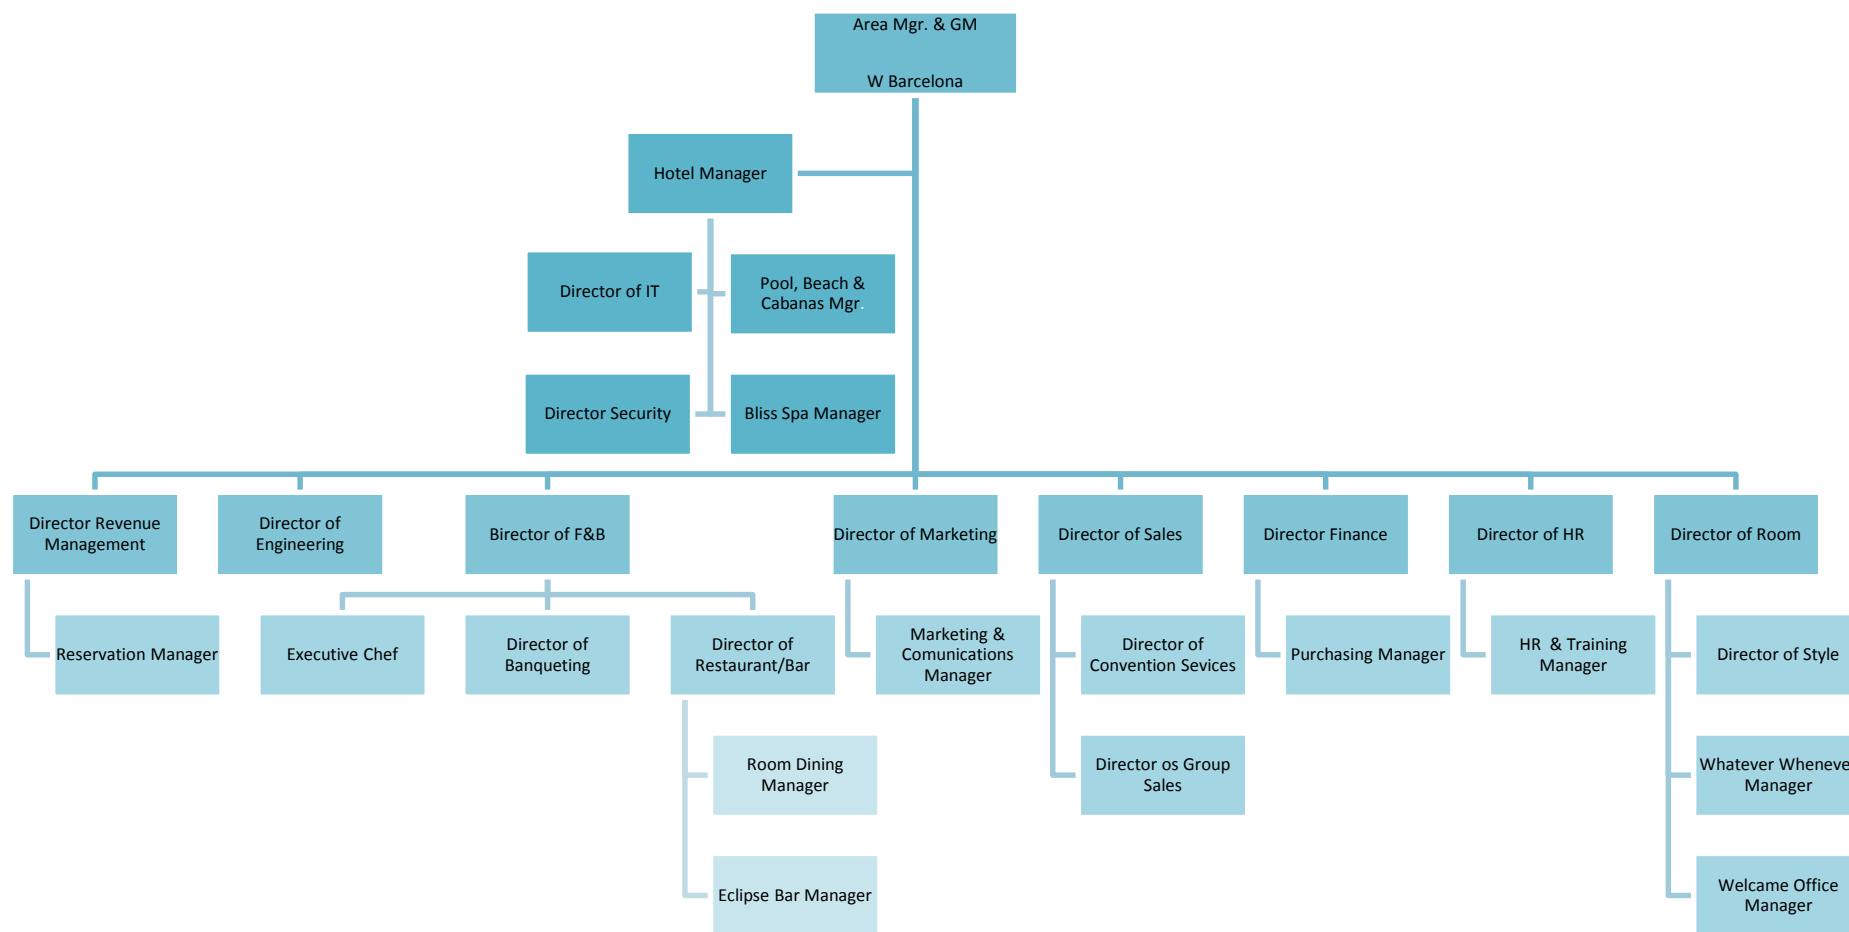 Area Mgr. & GM
W Barcelona
Hotel Manager
Director of IT
Pool, Beach &
Cabanas Mgr.
Director Security
Bliss Spa Manager
Director Revenue
Management
Director of
Engineering
Birector of F&B
Director of Marketing
Director of Sales
Director Finance
Director of HR
Director of Room
Reservation Manager
Executive Chef
Director of
Banqueting
Director of
Restaurant/Bar
Marketing &
Comunications
Manager
Director of
Convention Sevices
Purchasing Manager
HR & Training
Manager
Director of Style
Room Dining
Manager
Director os Group
Sales
Whatever Wheneve
Manager
Eclipse Bar Manager
Welcame Office
Manager